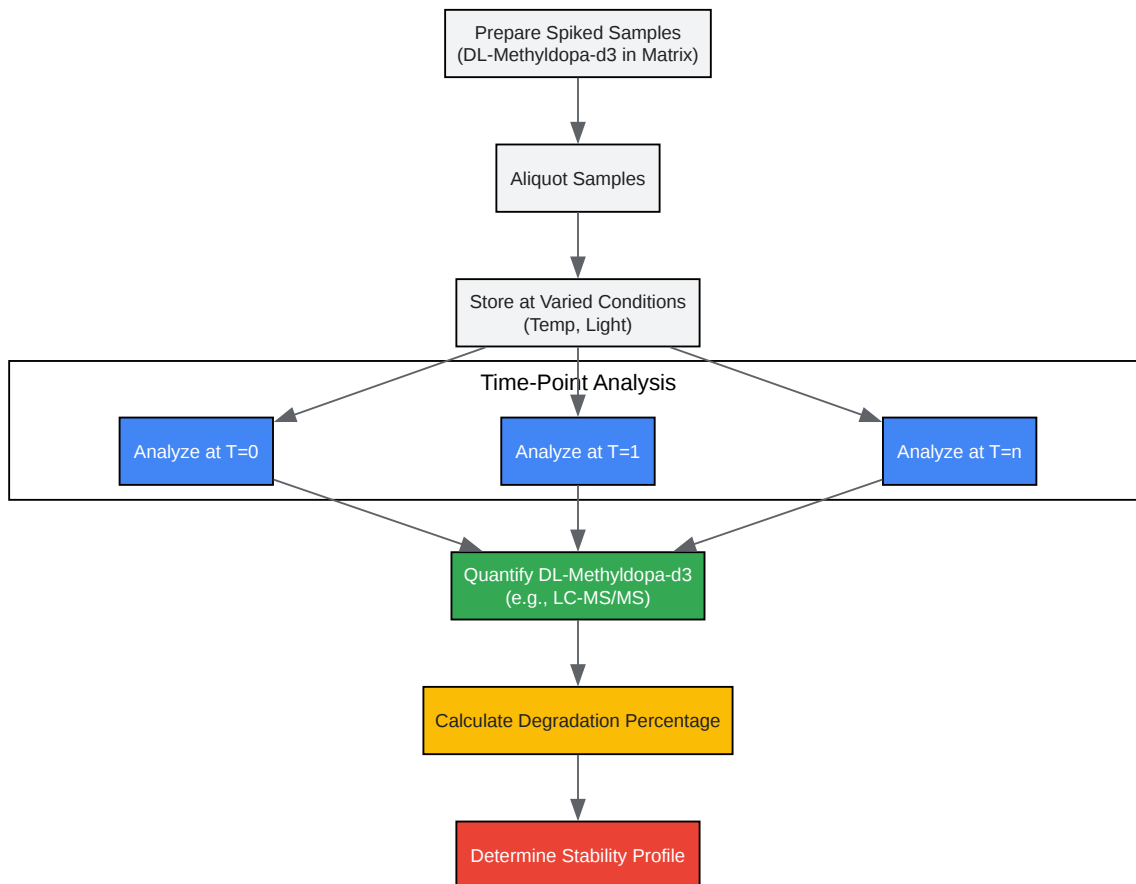 Prepare Spiked Samples
(DL-Methyldopa-d3 in Matrix)
Aliquot Samples
Store at Varied Conditions
(Temp, Light)
Time-Point Analysis
Analyze at T=0
Analyze at T=1
Analyze at T=n
Quantify DL-Methyldopa-d3
(e.g., LC-MS/MS)
Calculate Degradation Percentage
Determine Stability Profile